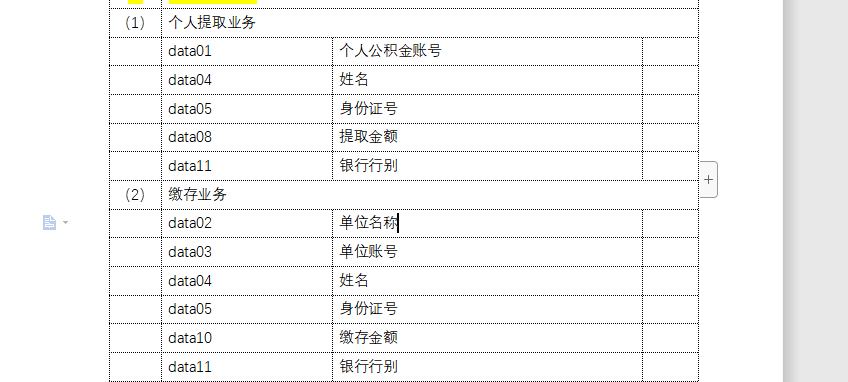 （1） 个人提取业务
data01 个人公积金账号
data04 姓名
data05 身份证号
data08 提取金额
data11 银行行别
（2） 缴存业务
data02 单位名称
data03 单位账号
data04 姓名
data05 身份证号
data10 缴存金额
data11 银行行别